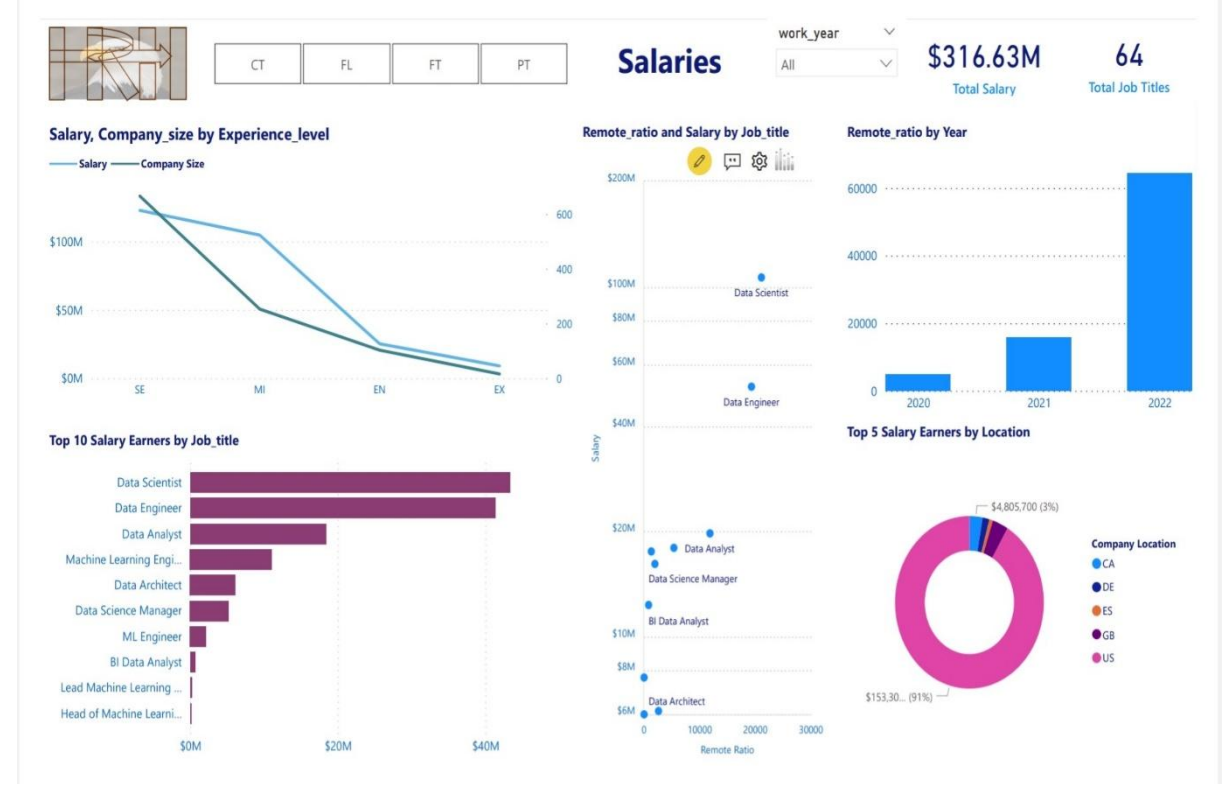 CT FL FT PT
Salaries
work_year
All
$316.63M
Total Salary
64
Total Job Titles
Salary, Company_size by Experience_level
Salary Company Size
600
$100M
400
$50M
200
$0M
0
SE MI EN EX
Remote_ratio and Salary by Job_title
$200M
$100M
Data Scientist
$80M
$60M
Data Engineer
$40M
Salary
$20M
Data Analyst
Data Science Manager
BI Data Analyst
$10M
$8M
Data Architect
$6M
0 10000 20000 30000
Remote Ratio
Remote_ratio by Year
60000
40000
20000
0
2020 2021 2022
Top 10 Salary Earners by Job_title
Data Scientist
Data Engineer
Data Analyst
Machine Learning Engi...
Data Architect
Data Science Manager
ML Engineer
BI Data Analyst
Lead Machine Learning ...
Head of Machine Learni...
$0M $20M $40M
Top 5 Salary Earners by Location
$4,805,700 (3%)
Company Location
CA
DE
ES
GB
US
$153,30... (91%)